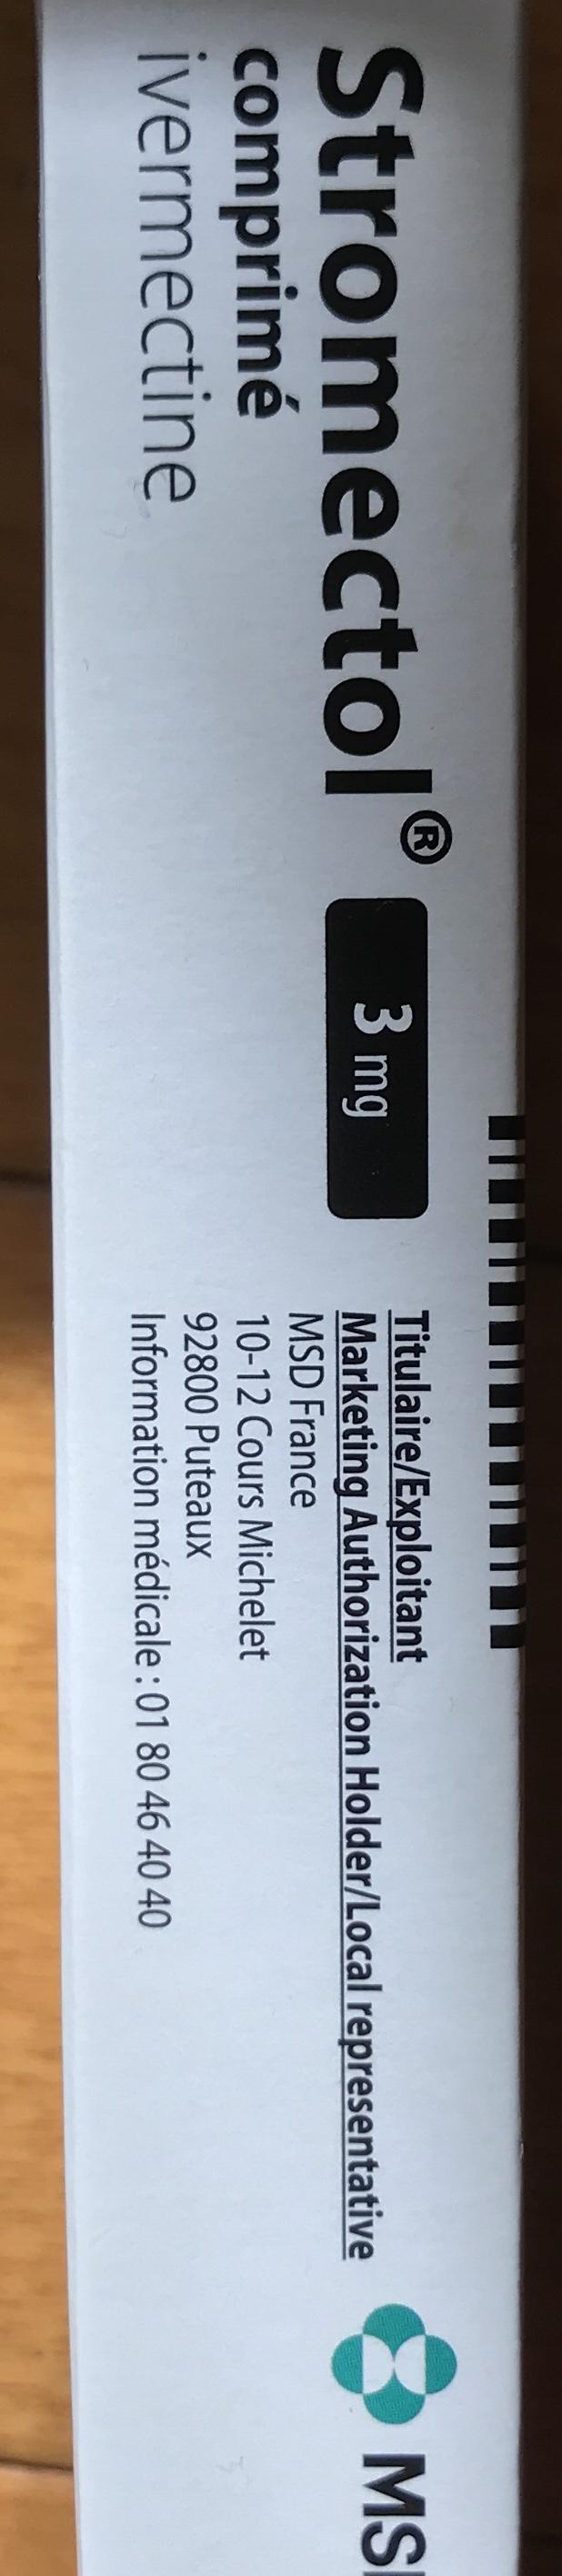 Stromectol® 3 mg
comprimé
ivermectine
Titulaire/Exploitant
Marketing Authorization Holder/Local representative
MSD France
10-12 Cours Michelet
92800 Puteaux
Information médicale : 01 80 46 40 40